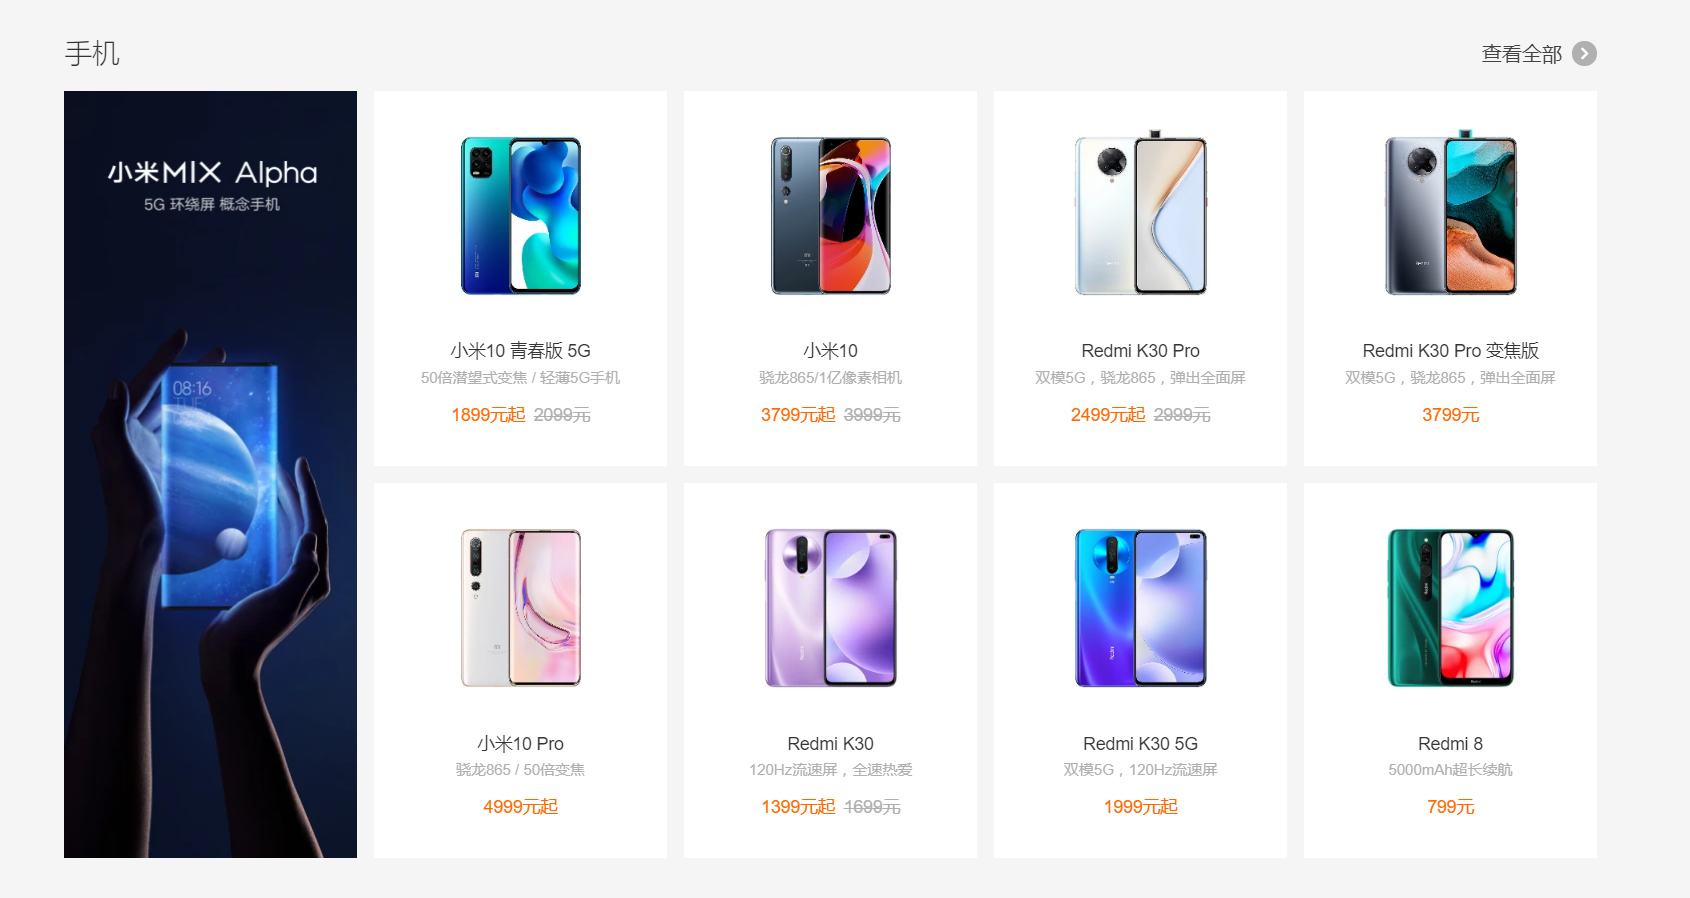 手机
查看全部
小米MIX Alpha
5G 环绕屏 概念手机
08:16
TUE
小米10 青春版 5G
50倍潜望式变焦 / 轻薄5G手机
1899元起 2099元
小米10
骁龙865/1亿像素相机
3799元起 3999元
Redmi K30 Pro
双模5G，骁龙865，弹出全面屏
2499元起 2999元
Redmi K30 Pro 变焦版
双模5G，骁龙865，弹出全面屏
3799元
小米10 Pro
骁龙865 / 50倍变焦
4999元起
Redmi K30
120Hz流速屏，全速热爱
1399元起 1699元
Redmi K30 5G
双模5G，120Hz流速屏
1999元起
Redmi 8
5000mAh超长续航
799元